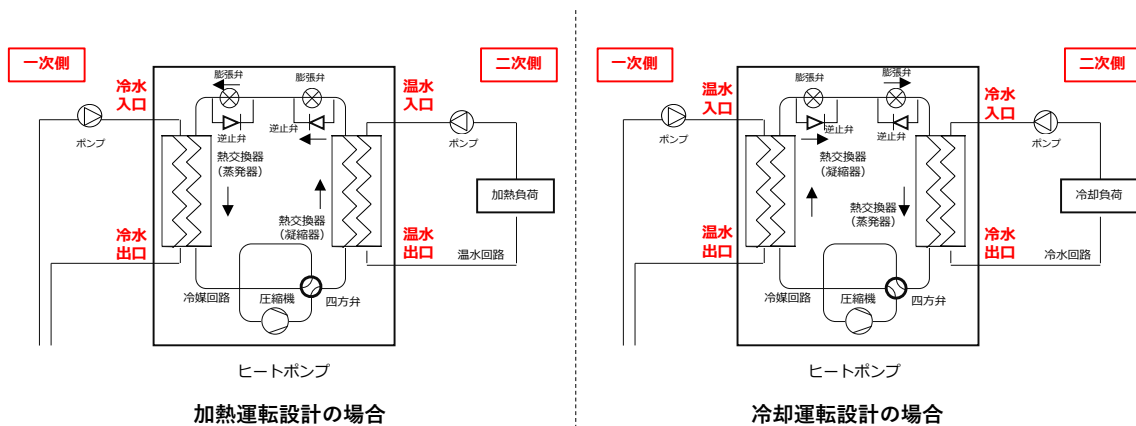 一次側
二次側
冷水
入口
温水
入口
膨張弁
膨張弁
逆止弁
逆止弁
ポンプ
ポンプ
熱交換器
(蒸発器)
熱交換器
(凝縮器)
加熱負荷
冷水
出口
温水
出口
温水回路
冷媒回路
圧縮機
四方弁
ヒートポンプ
加熱運転設計の場合
一次側
二次側
温水
入口
冷水
入口
膨張弁
膨張弁
逆止弁
逆止弁
ポンプ
ポンプ
熱交換器
(凝縮器)
熱交換器
(蒸発器)
冷却負荷
温水
出口
冷水
出口
冷水回路
冷媒回路
圧縮機
四方弁
ヒートポンプ
冷却運転設計の場合